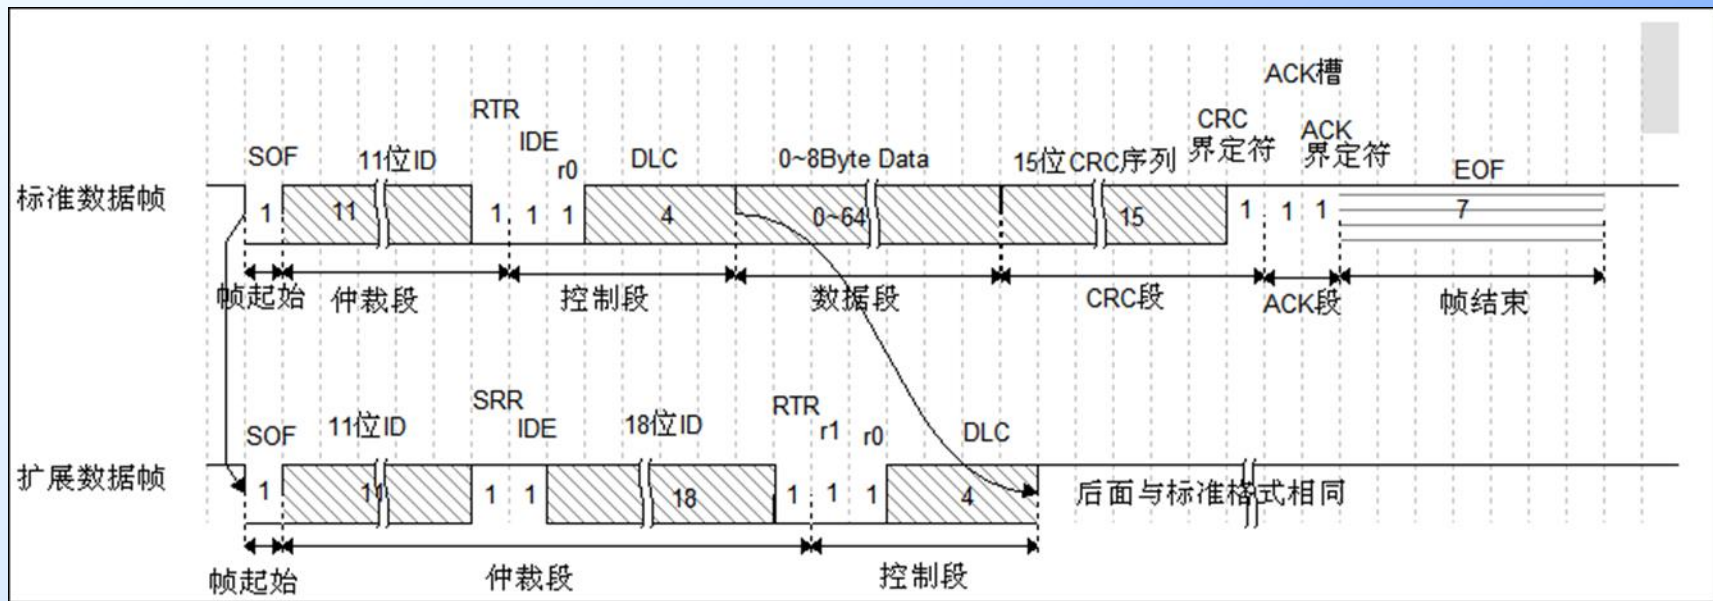 ACK槽
RTR
CRC
界定符
ACK
界定符
IDE
SOF
11位ID
r0
DLC
0~8Byte Data
15位CRC序列
EOF
标准数据帧
1
11
1
1
1
4
0~64
15
1
1
1
7
帧起始
仲裁段
控制段
数据段
CRC段
ACK段
帧结束
SRR
RTR
SOF
11位ID
IDE
18位ID
r1
r0
DLC
扩展数据帧
1
11
1
1
18
1
1
1
4
后面与标准格式相同
帧起始
仲裁段
控制段